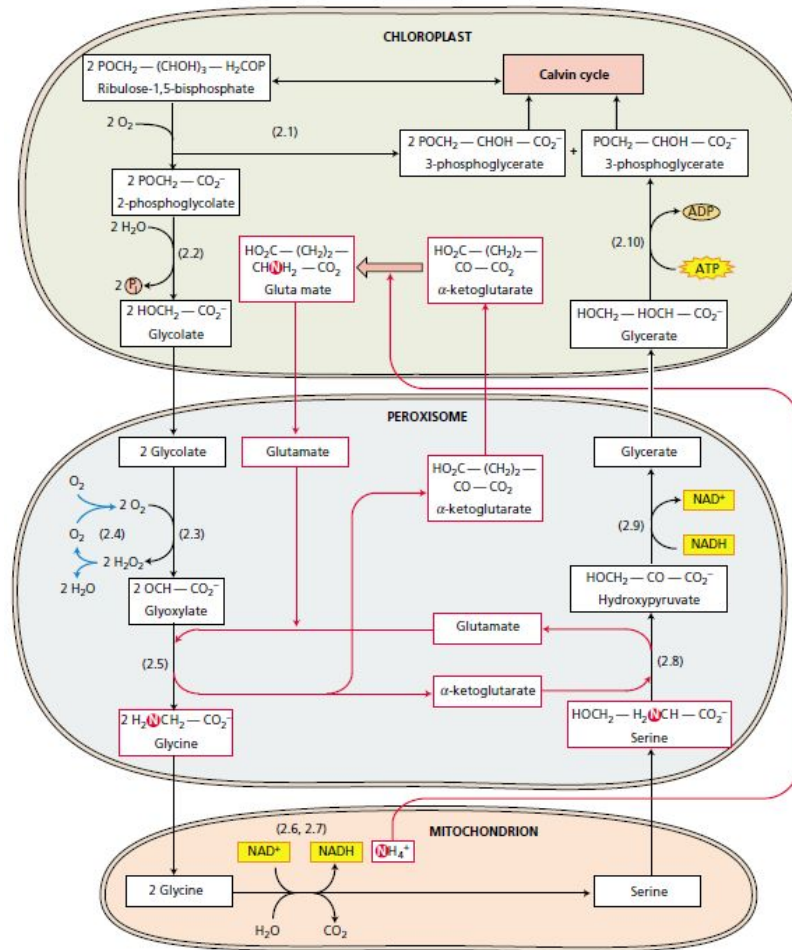 CHLOROPLAST
2 POCH₂ — (CHOH)₃ — H₂COP
Ribulose-1,5-bisphosphate
Calvin cycle
2 O₂
(2.1)
2 POCH₂ — CHOH — CO₂⁻
3-phosphoglycerate
+
POCH₂ — CHOH — CO₂⁻
3-phosphoglycerate
2 POCH₂ — CO₂⁻
2-phosphoglycolate
2 H₂O
(2.2)
2 Pi
HO₂C — (CH₂)₂ —
CHNH₂ — CO₂
Gluta mate
HO₂C — (CH₂)₂ —
CO — CO₂
α-ketoglutarate
ADP
(2.10)
ATP
2 HOCH₂ — CO₂⁻
Glycolate
HOCH₂ — HOCH — CO₂⁻
Glycerate
PEROXISOME
2 Glycolate
Glutamate
HO₂C — (CH₂)₂ —
CO — CO₂
α-ketoglutarate
Glycerate
O₂
2 O₂
O₂
(2.4)
(2.3)
2 H₂O₂
2 H₂O
NAD⁺
(2.9)
NADH
2 OCH — CO₂⁻
Glyoxylate
HOCH₂ — CO — CO₂⁻
Hydroxypyruvate
Glutamate
(2.5)
(2.8)
α-ketoglutarate
2 H₂NCH₂ — CO₂⁻
Glycine
HOCH₂ — H₂NCH — CO₂⁻
Serine
MITOCHONDRION
(2.6, 2.7)
NAD⁺
NADH
NH₄⁺
2 Glycine
Serine
H₂O
CO₂